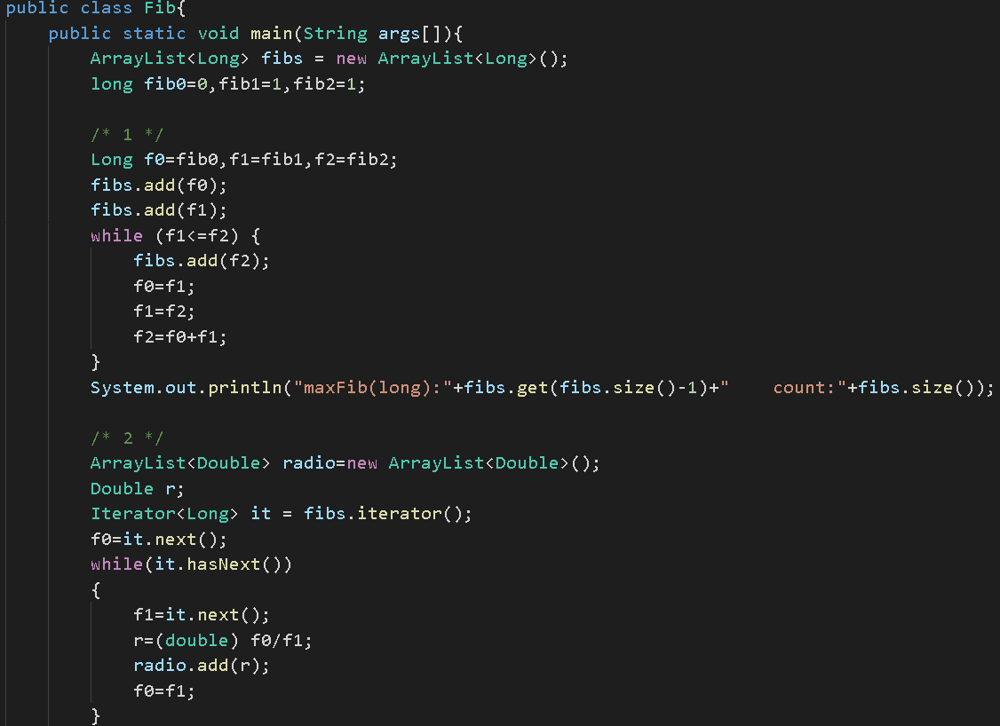 public class Fib{
    public static void main(String args[]){
        ArrayList<Long> fibs = new ArrayList<Long>();
        long fib0=0,fib1=1,fib2=1;
        /* 1 */
        Long f0=fib0,f1=fib1,f2=fib2;
        fibs.add(f0);
        fibs.add(f1);
        while (f1<=f2) {
            fibs.add(f2);
            f0=f1;
            f1=f2;
            f2=f0+f1;
        }
        System.out.println("maxFib(long):"+fibs.get(fibs.size()-1)+"    count:"+fibs.size());
        /* 2 */
        ArrayList<Double> radio=new ArrayList<Double>();
        Double r;
        Iterator<Long> it = fibs.iterator();
        f0=it.next();
        while(it.hasNext())
        {
            f1=it.next();
            r=(double) f0/f1;
            radio.add(r);
            f0=f1;
        }